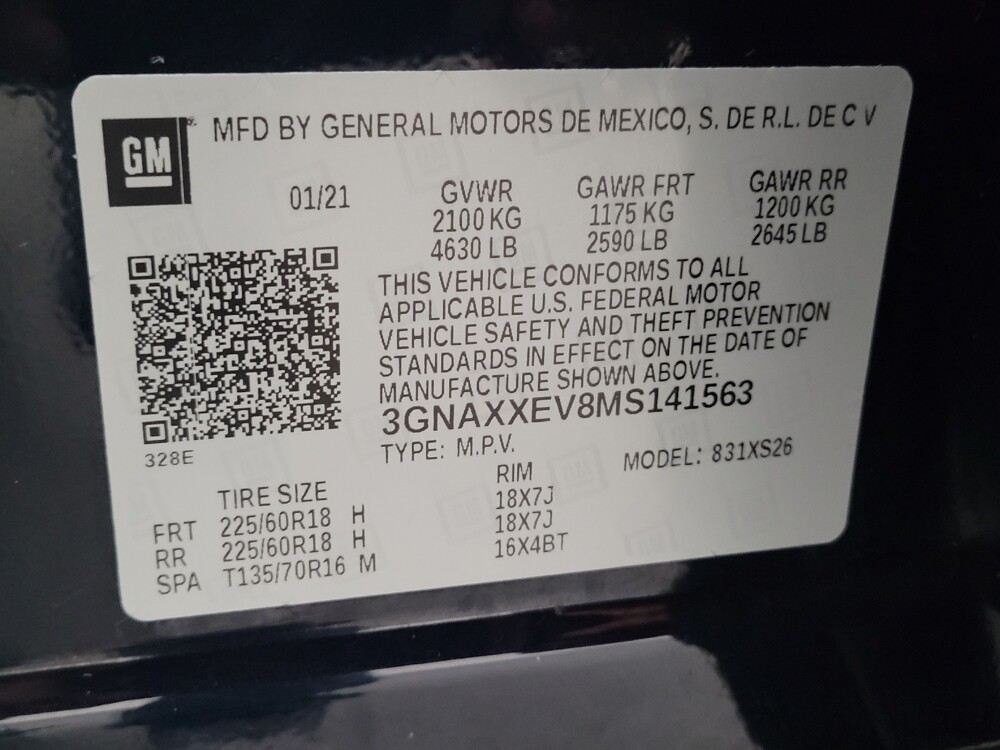 GM
MFD BY GENERAL MOTORS DE MEXICO, S. DE R.L. DE C V
01/21
GVWR GAWR FRT GAWR RR
2100 KG 1175 KG 1200 KG
4630 LB 2590 LB 2645 LB
THIS VEHICLE CONFORMS TO ALL
APPLICABLE U.S. FEDERAL MOTOR
VEHICLE SAFETY AND THEFT PREVENTION
STANDARDS IN EFFECT ON THE DATE OF
MANUFACTURE SHOWN ABOVE.
3GNAXXEV8MS141563
328E
TYPE: M.P.V. MODEL: 831XS26
TIRE SIZE RIM
FRT 225/60R18 H 18X7J
RR 225/60R18 H 18X7J
SPA T135/70R16 M 16X4BT